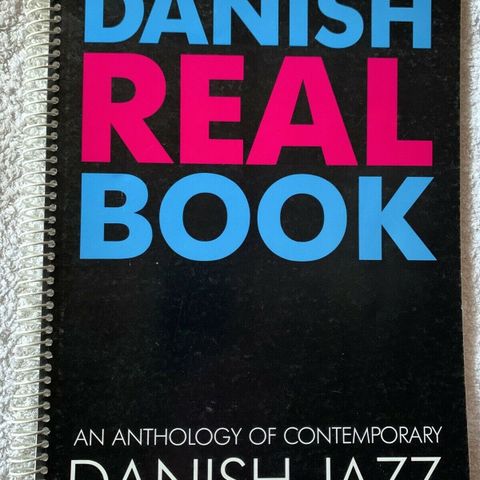 DANISH
REAL
BOOK
AN ANTHOLOGY OF CONTEMPORARY
DANISH JAZZ